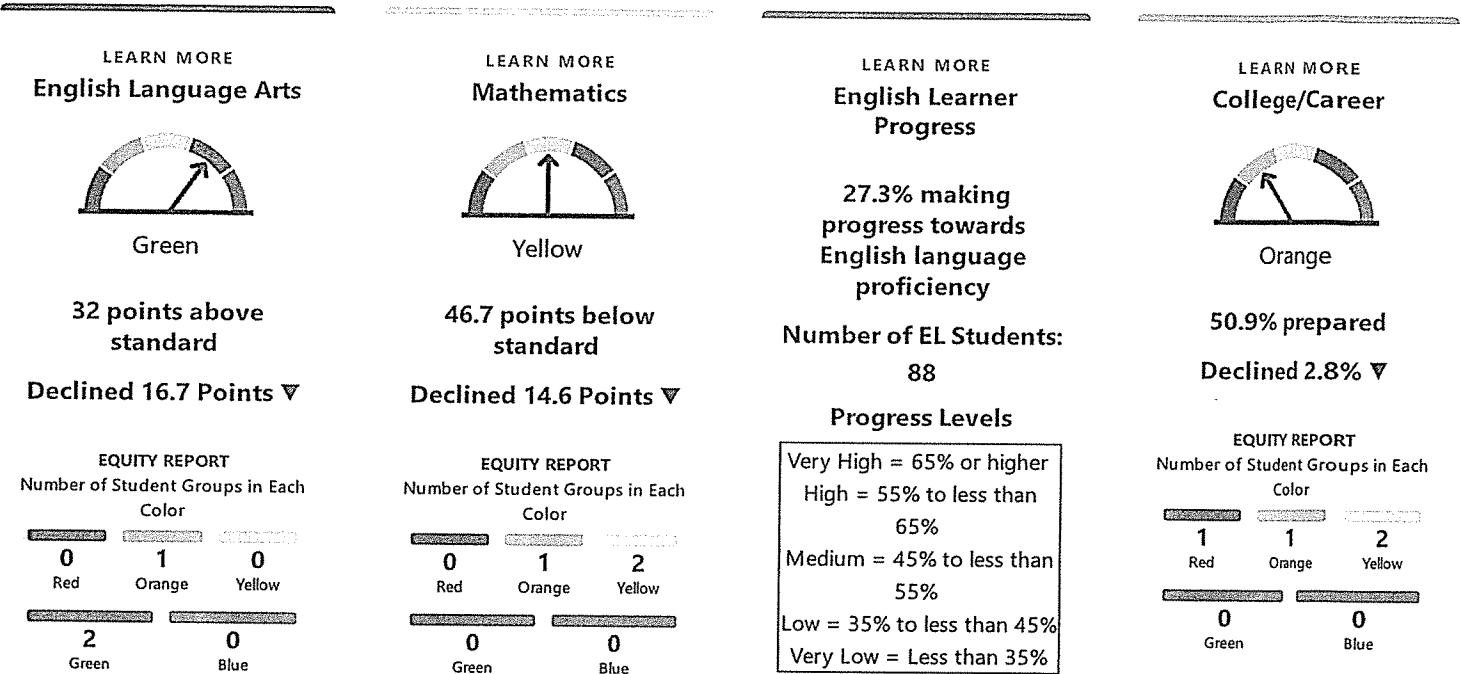 LEARN MORE
English Language Arts
Green
32 points above
standard
Declined 16.7 Points ▼
EQUITY REPORT
Number of Student Groups in Each
Color
0
Red
1
Orange
0
Yellow
2
Green
0
Blue
LEARN MORE
Mathematics
Yellow
46.7 points below
standard
Declined 14.6 Points ▼
EQUITY REPORT
Number of Student Groups in Each
Color
0
Red
1
Orange
2
Yellow
0
Green
0
Blue
LEARN MORE
English Learner
Progress
27.3% making
progress towards
English language
proficiency
Number of EL Students:
88
Progress Levels
Very High = 65% or higher
High = 55% to less than
65%
Medium = 45% to less than
55%
Low = 35% to less than 45%
Very Low = Less than 35%
LEARN MORE
College/Career
Orange
50.9% prepared
Declined 2.8% ▼
EQUITY REPORT
Number of Student Groups in Each
Color
1
Red
1
Orange
2
Yellow
0
Green
0
Blue